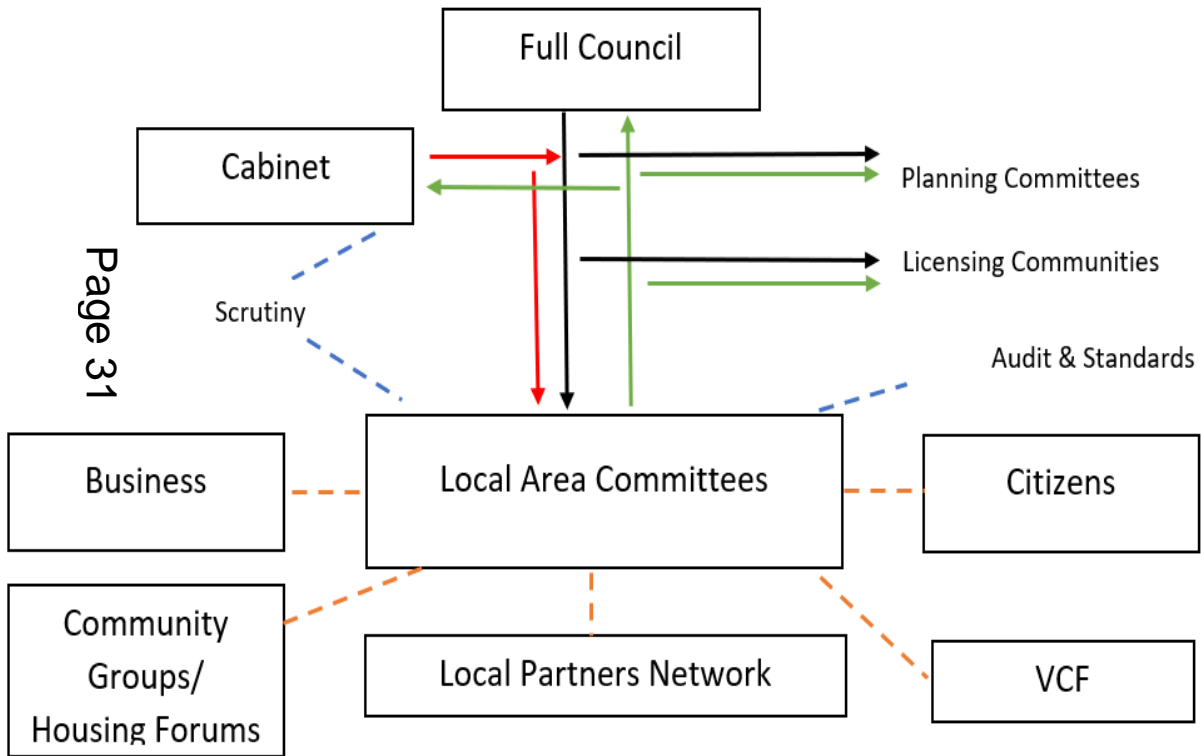 Full Council
Cabinet
Planning Committees
Licensing Communities
Scrutiny
Page 31
Audit & Standards
Business
Local Area Committees
Citizens
Community
Groups/
Housing Forums
Local Partners Network
VCF